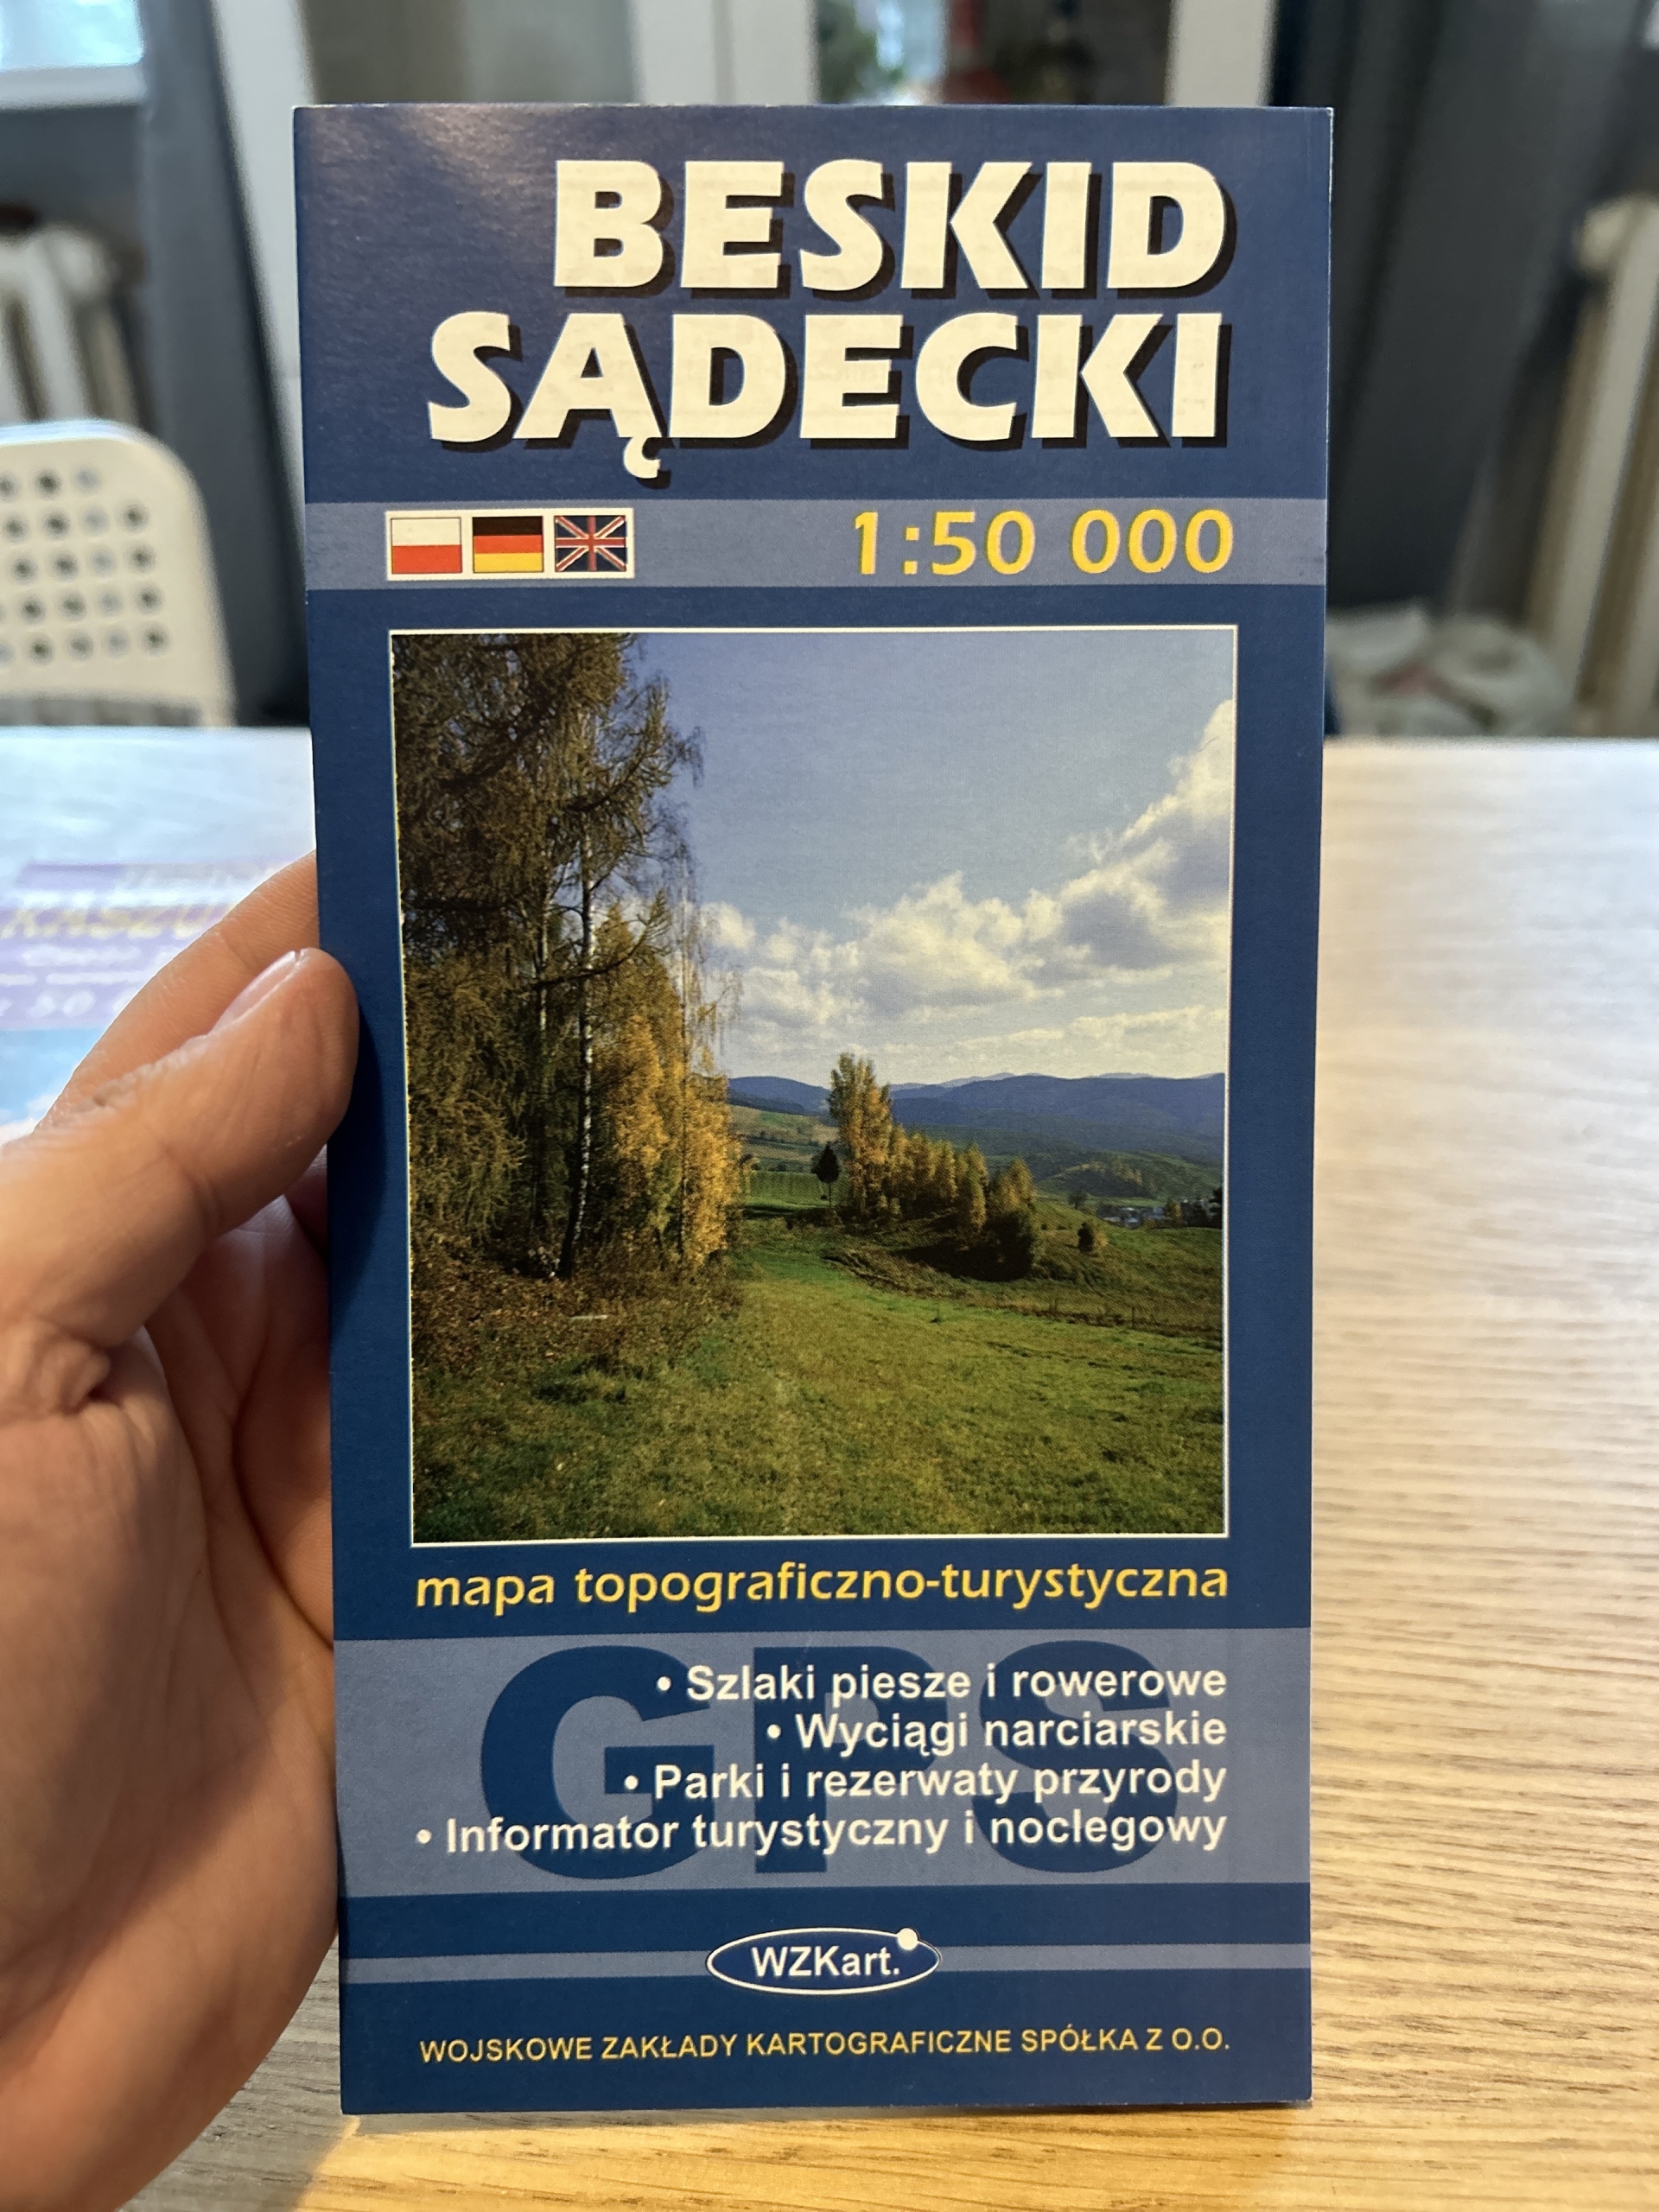 BESKID
SĄDECKI
1:50 000
mapa topograficzno-turystyczna
GPS
• Szlaki piesze i rowerowe
• Wyciągi narciarskie
• Parki i rezerwaty przyrody
• Informator turystyczny i noclegowy
WZKart.
WOJSKOWE ZAKŁADY KARTOGRAFICZNE SPÓŁKA Z O.O.
KASZU